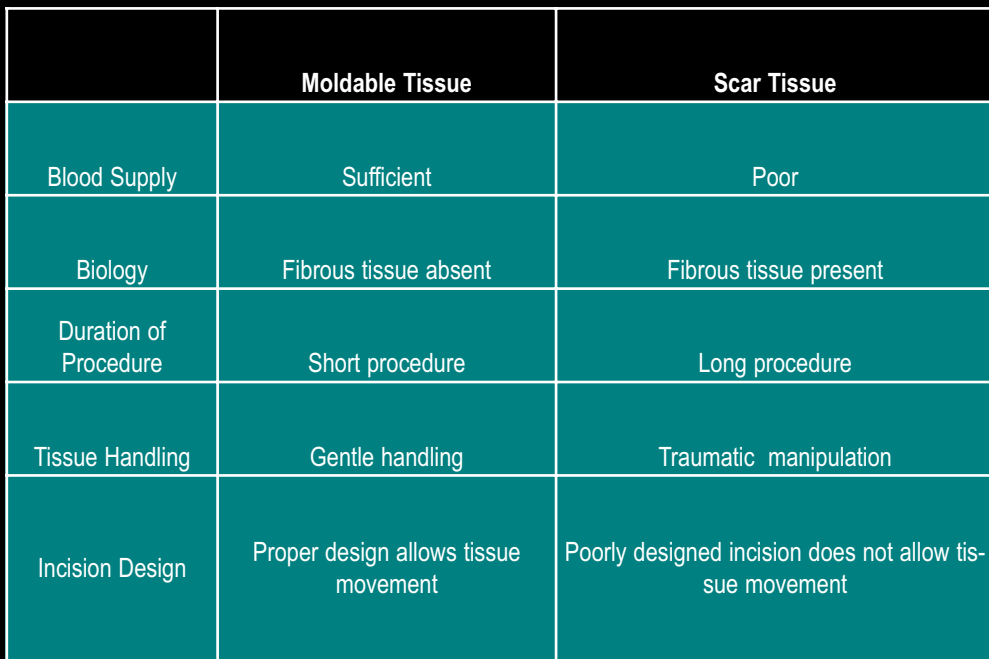 Moldable Tissue
Scar Tissue
Blood Supply
Sufficient
Poor
Biology
Fibrous tissue absent
Fibrous tissue present
Duration of
Procedure
Short procedure
Long procedure
Tissue Handling
Gentle handling
Traumatic manipulation
Incision Design
Proper design allows tissue
movement
Poorly designed incision does not allow tis-
sue movement